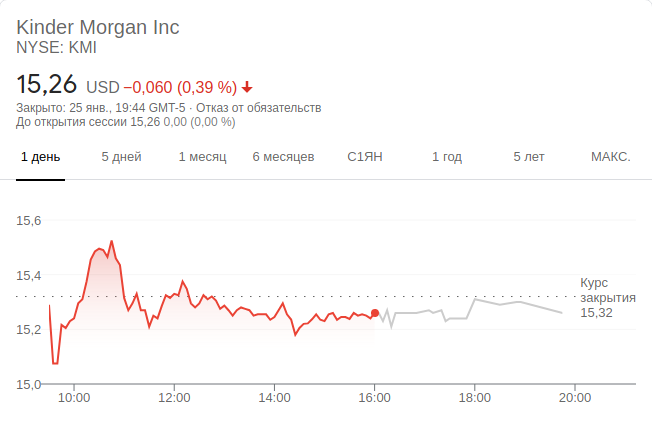 Kinder Morgan Inc
NYSE: KMI
15,26 USD −0,060 (0,39 %)
Закрыто: 25 янв., 19:44 GMT-5 · Отказ от обязательств
До открытия сессии 15,26 0,00 (0,00 %)
1 день 5 дней 1 месяц 6 месяцев С1ЯН 1 год 5 лет МАКС.
15,6
15,4
Курс
закрытия
15,32
15,2
15,0
10:00 12:00 14:00 16:00 18:00 20:00